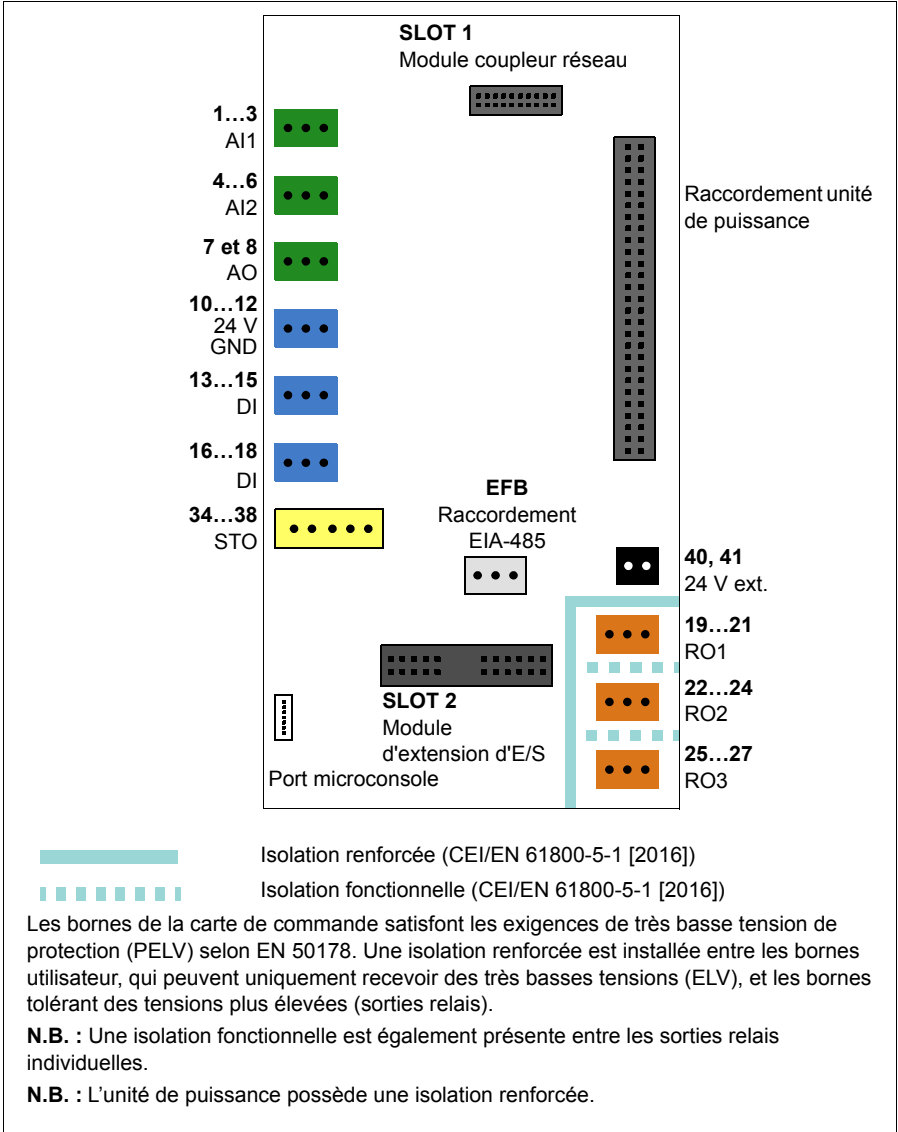 SLOT 1
Module coupleur réseau
1…3
AI1
4…6
AI2
7 et 8
AO
10…12
24 V
GND
13…15
DI
16…18
DI
34…38
STO
Raccordement unité
de puissance
EFB
Raccordement
EIA-485
40, 41
24 V ext.
19…21
RO1
22…24
RO2
25…27
RO3
SLOT 2
Module
d'extension d'E/S
Port microconsole
Isolation renforcée (CEI/EN 61800-5-1 [2016])
Isolation fonctionnelle (CEI/EN 61800-5-1 [2016])
Les bornes de la carte de commande satisfont les exigences de très basse tension de
protection (PELV) selon EN 50178. Une isolation renforcée est installée entre les bornes
utilisateur, qui peuvent uniquement recevoir des très basses tensions (ELV), et les bornes
tolérant des tensions plus élevées (sorties relais).
N.B. : Une isolation fonctionnelle est également présente entre les sorties relais
individuelles.
N.B. : L'unité de puissance possède une isolation renforcée.